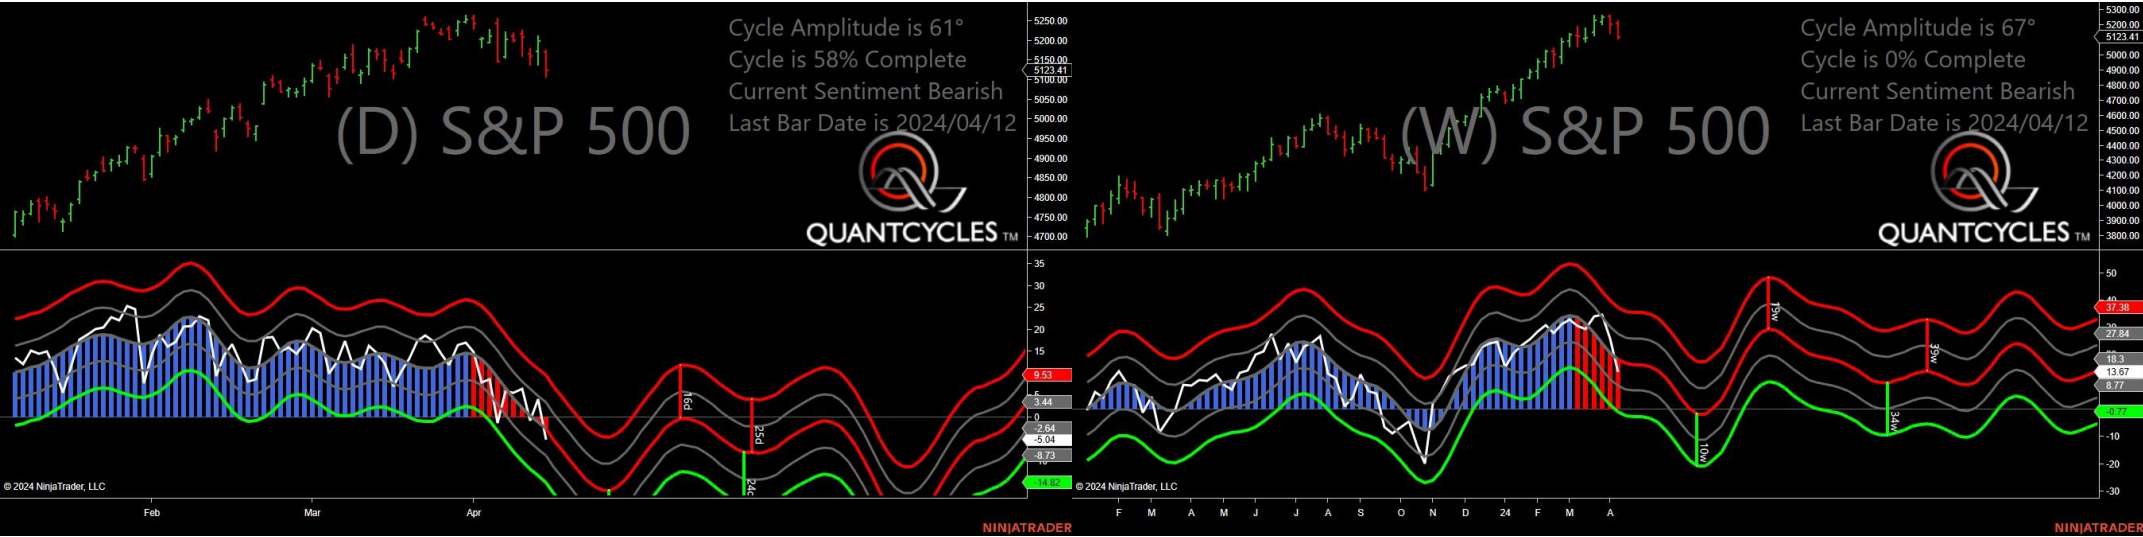 Cycle Amplitude is 61°
Cycle is 58% Complete
Current Sentiment Bearish
Last Bar Date is 2024/04/12
(D) S&P 500
QUANTCYCLES TM
5250.00
5200.00
5150.00
5123.41
5100.00
5050.00
5000.00
4950.00
4900.00
4850.00
4800.00
4750.00
4700.00
35
30
25
20
15
9.53
3.44
0
-2.64
-5.04
-8.73
-14.82
16d
25d
© 2024 NinjaTrader, LLC
Feb Mar Apr
NINJATRADER
Cycle Amplitude is 67°
Cycle is 0% Complete
Current Sentiment Bearish
Last Bar Date is 2024/04/12
(W) S&P 500
QUANTCYCLES TM
5300.00
5200.00
5123.41
5000.00
4900.00
4800.00
4700.00
4600.00
4500.00
4400.00
4300.00
4200.00
4100.00
4000.00
3900.00
3800.00
50
37.38
27.84
18.3
13.67
8.77
-0.77
-10
-20
-30
19w
39w
34w
10w
© 2024 NinjaTrader, LLC
F M A M J J A S O N D 24 F M A
NINJATRADER